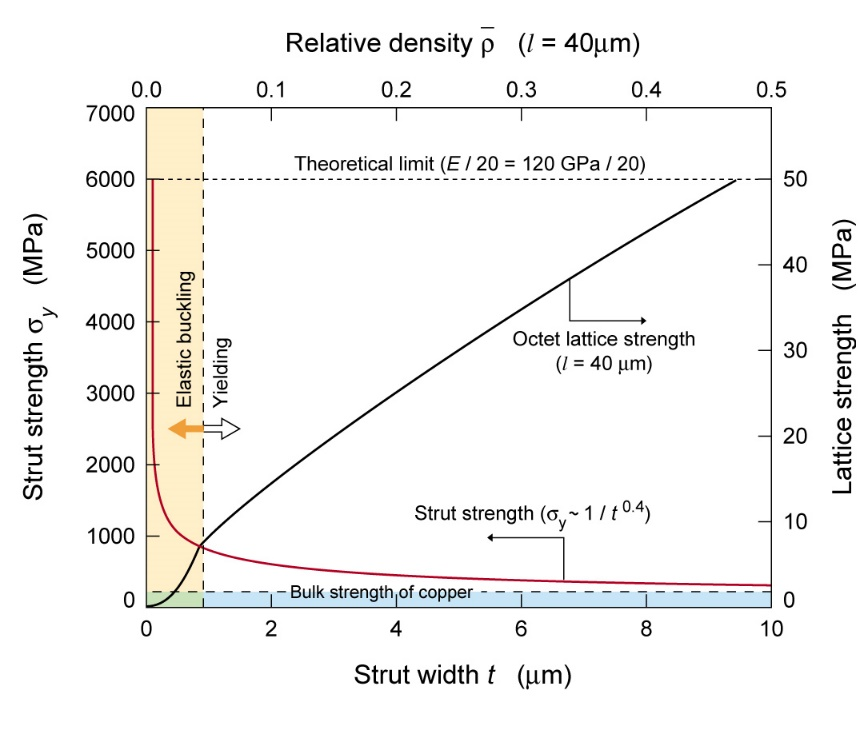 Relative density ρ̅ (l = 40μm)
0.0 0.1 0.2 0.3 0.4 0.5
7000
6000
5000
4000
3000
2000
1000
0
Strut strength σy (MPa)
Theoretical limit (E / 20 = 120 GPa / 20)
Elastic buckling
Yielding
Octet lattice strength
(l = 40 μm)
Strut strength (σy ~ 1 / t 0.4)
Bulk strength of copper
50
40
30
20
10
0
Lattice strength (MPa)
0 2 4 6 8 10
Strut width t (μm)